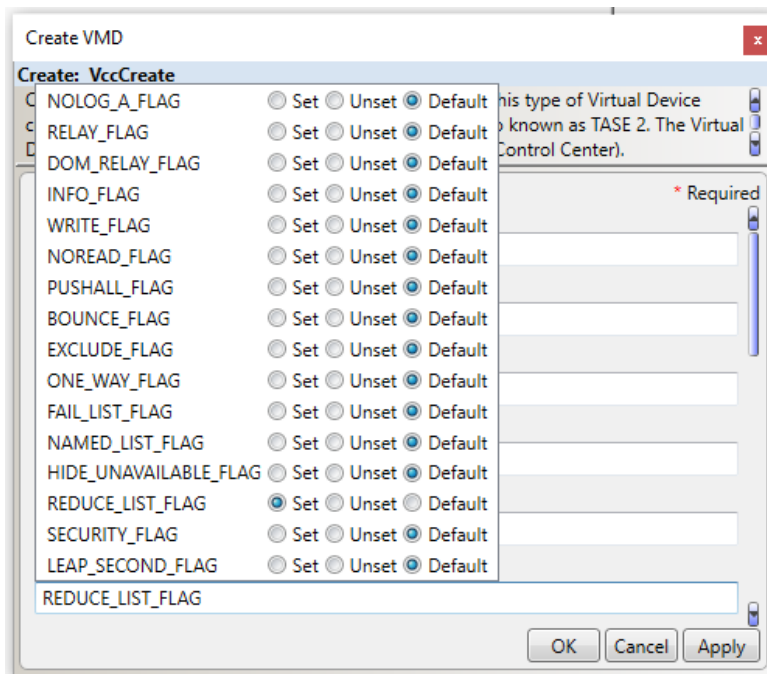 Create VMD
x
Create: VccCreate
his type of Virtual Device
known as TASE 2. The Virtual
Control Center).
* Required
NOLOG_A_FLAG Set Unset Default
RELAY_FLAG Set Unset Default
DOM_RELAY_FLAG Set Unset Default
INFO_FLAG Set Unset Default
WRITE_FLAG Set Unset Default
NOREAD_FLAG Set Unset Default
PUSHALL_FLAG Set Unset Default
BOUNCE_FLAG Set Unset Default
EXCLUDE_FLAG Set Unset Default
ONE_WAY_FLAG Set Unset Default
FAIL_LIST_FLAG Set Unset Default
NAMED_LIST_FLAG Set Unset Default
HIDE_UNAVAILABLE_FLAG Set Unset Default
REDUCE_LIST_FLAG Set Unset Default
SECURITY_FLAG Set Unset Default
LEAP_SECOND_FLAG Set Unset Default
REDUCE_LIST_FLAG
OK Cancel Apply